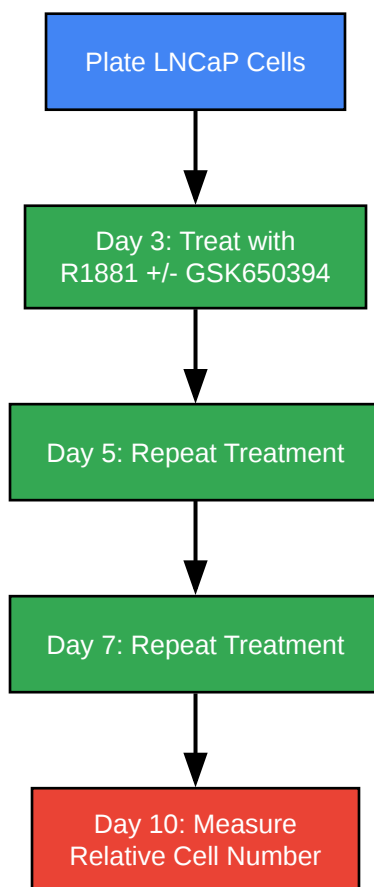 Plate LNCaP Cells
Day 3: Treat with
R1881 +/- GSK650394
Day 5: Repeat Treatment
Day 7: Repeat Treatment
Day 10: Measure
Relative Cell Number